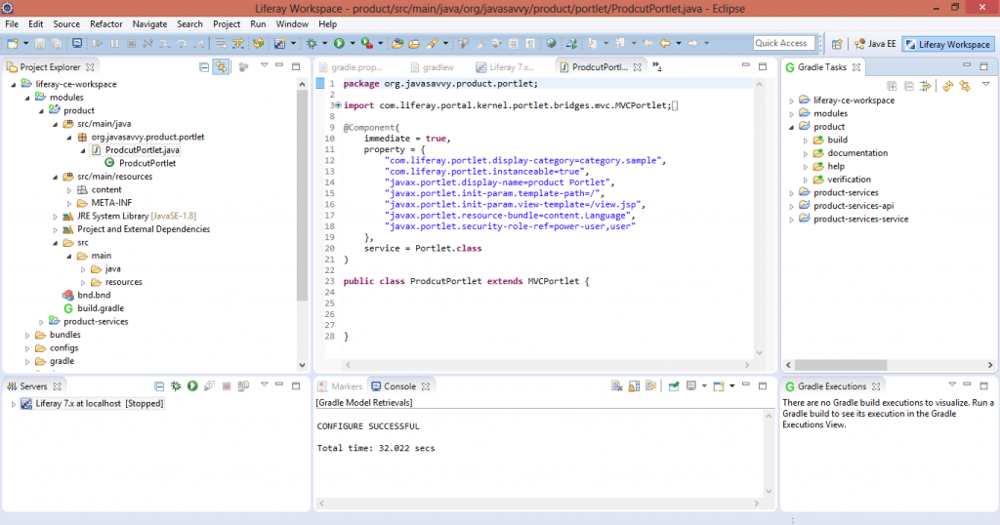 Liferay Workspace - product/src/main/java/org/javasavvy/product/portlet/ProdcutPortlet.java - Eclipse
File Edit Source Refactor Navigate Search Project Run Window Help
Quick Access
Java EE
Liferay Workspace
Project Explorer
liferay-ce-workspace
modules
product
src/main/java
org.javasavvy.product.portlet
ProdcutPortlet.java
ProdcutPortlet
src/main/resources
content
META-INF
JRE System Library [JavaSE-1.8]
Project and External Dependencies
src
main
java
resources
bnd.bnd
build.gradle
product-services
bundles
configs
gradle
gradle.prop...
gradlew
Liferay 7.x...
ProdcutPortl...
»4
1 package org.javasavvy.product.portlet;
2
3 import com.liferay.portal.kernel.portlet.bridges.mvc.MVCPortlet;
8
9 @Component(
10 immediate = true,
11 property = {
12 "com.liferay.portlet.display-category=category.sample",
13 "com.liferay.portlet.instanceable=true",
14 "javax.portlet.display-name=product Portlet",
15 "javax.portlet.init-param.template-path=/",
16 "javax.portlet.init-param.view-template=/view.jsp",
17 "javax.portlet.resource-bundle=content.Language",
18 "javax.portlet.security-role-ref=power-user,user"
19 },
20 service = Portlet.class
21 )
22
23 public class ProdcutPortlet extends MVCPortlet {
24
25
26
27
28 }
Gradle Tasks
liferay-ce-workspace
modules
product
build
documentation
help
verification
product-services
product-services-api
product-services-service
Servers
Liferay 7.x at localhost [Stopped]
Markers
Console
[Gradle Model Retrievals]
CONFIGURE SUCCESSFUL
Total time: 32.022 secs
Gradle Executions
There are no Gradle build executions to visualize. Run a
Gradle build to see its execution in the Gradle
Executions View.